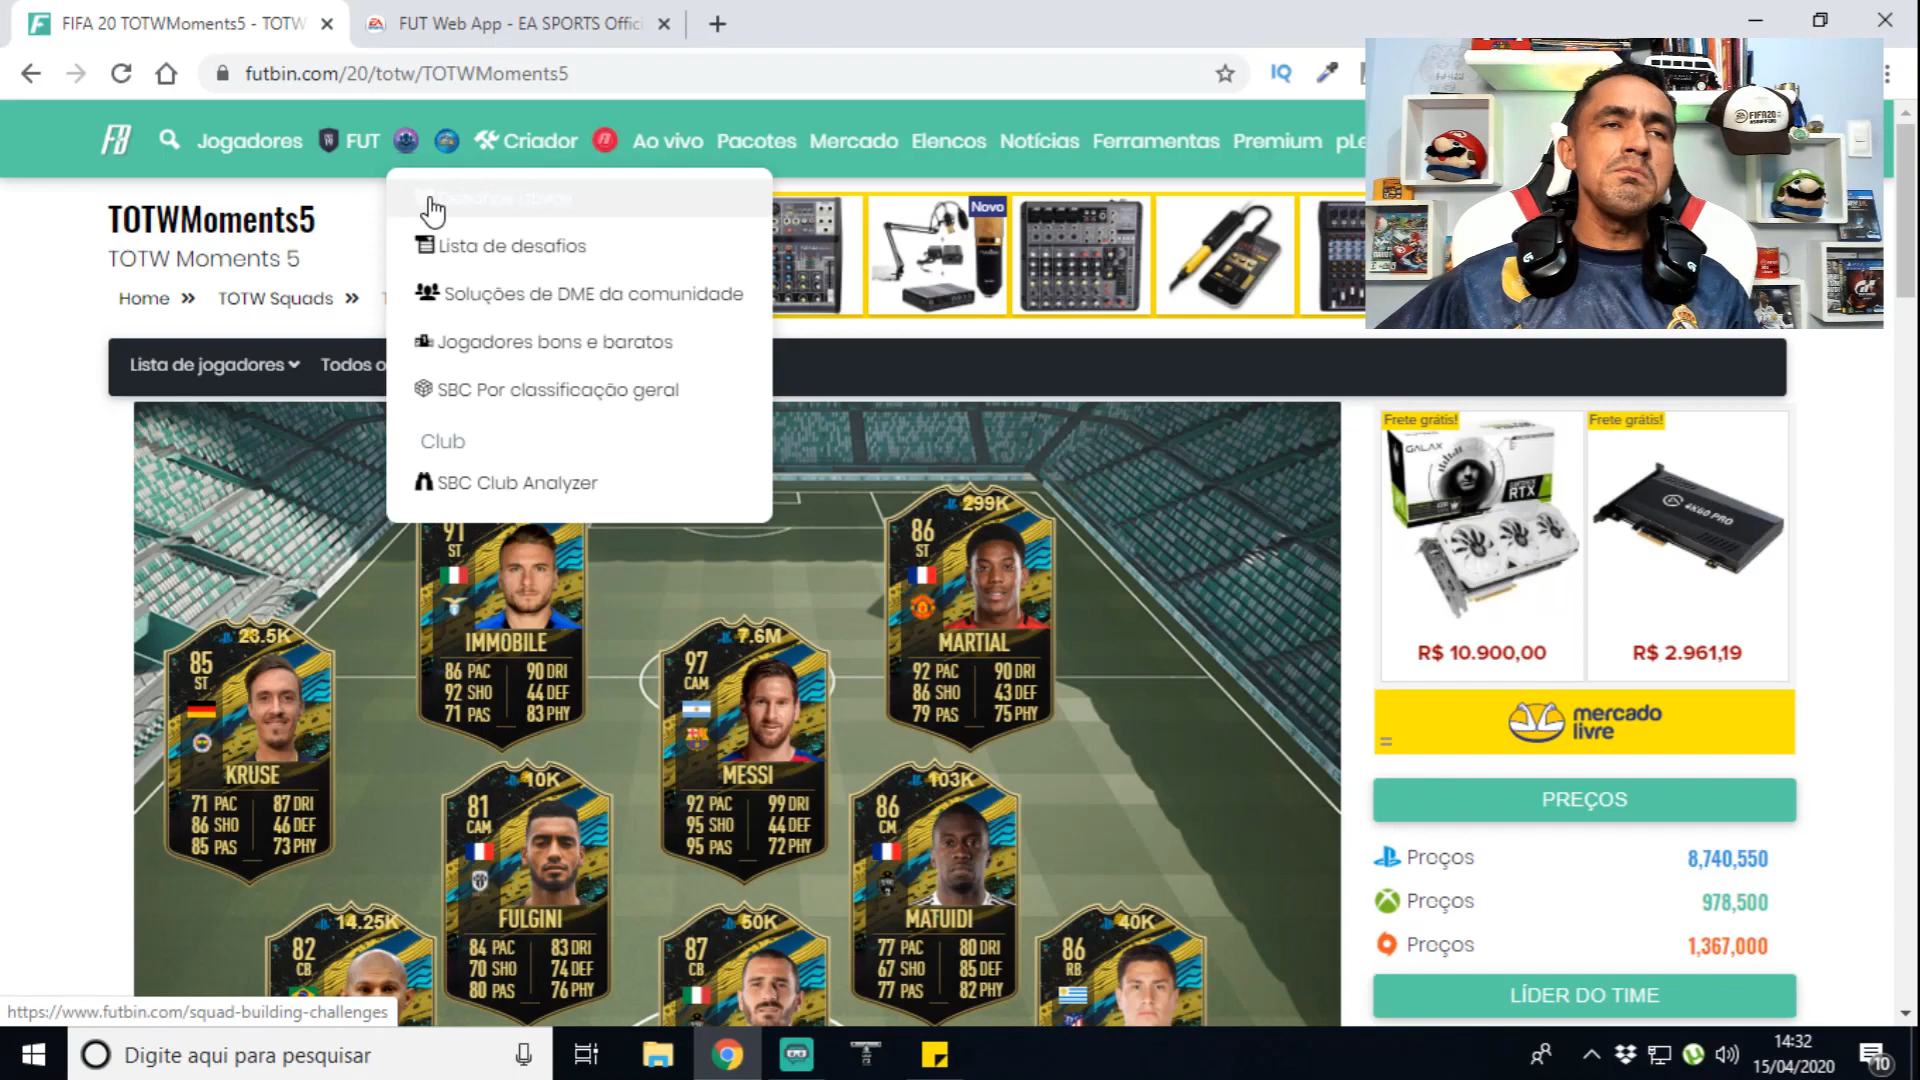 FIFA 20 TOTWMoments5 - TOTW
FUT Web App - EA SPORTS Offici
futbin.com/20/totw/TOTWMoments5
IQ
Jogadores
FUT
Criador
Ao vivo
Pacotes
Mercado
Elencos
Notícias
Ferramentas
Premium
pLe
TOTWMoments5
TOTW Moments 5
Home » TOTW Squads »
Lista de desafios
Soluções de DME da comunidade
Jogadores bons e baratos
SBC Por classificação geral
Club
SBC Club Analyzer
Novo
Lista de jogadores
Todos o
Frete grátis!
Frete grátis!
GALAX
RTX
4K60 PRO
R$ 10.900,00
R$ 2.961,19
mercado
livre
PREÇOS
Preços 8,740,550
Preços 978,500
Preços 1,367,000
LÍDER DO TIME
91
ST
IMMOBILE
86 PAC 90 DRI
92 SHO 44 DEF
71 PAS 83 PHY
299K
86
ST
MARTIAL
92 PAC 90 DRI
86 SHO 43 DEF
79 PAS 75 PHY
23.5K
85
ST
KRUSE
71 PAC 87 DRI
86 SHO 46 DEF
85 PAS 73 PHY
7.6M
97
CAM
MESSI
92 PAC 99 DRI
95 SHO 44 DEF
95 PAS 72 PHY
10K
81
CAM
FULGINI
84 PAC 83 DRI
70 SHO 74 DEF
80 PAS 76 PHY
103K
86
CM
MATUIDI
77 PAC 80 DRI
67 SHO 85 DEF
77 PAS 82 PHY
14.25K
82
CB
50K
87
CB
40K
86
RB
https://www.futbin.com/squad-building-challenges
Digite aqui para pesquisar
14:32
15/04/2020
10